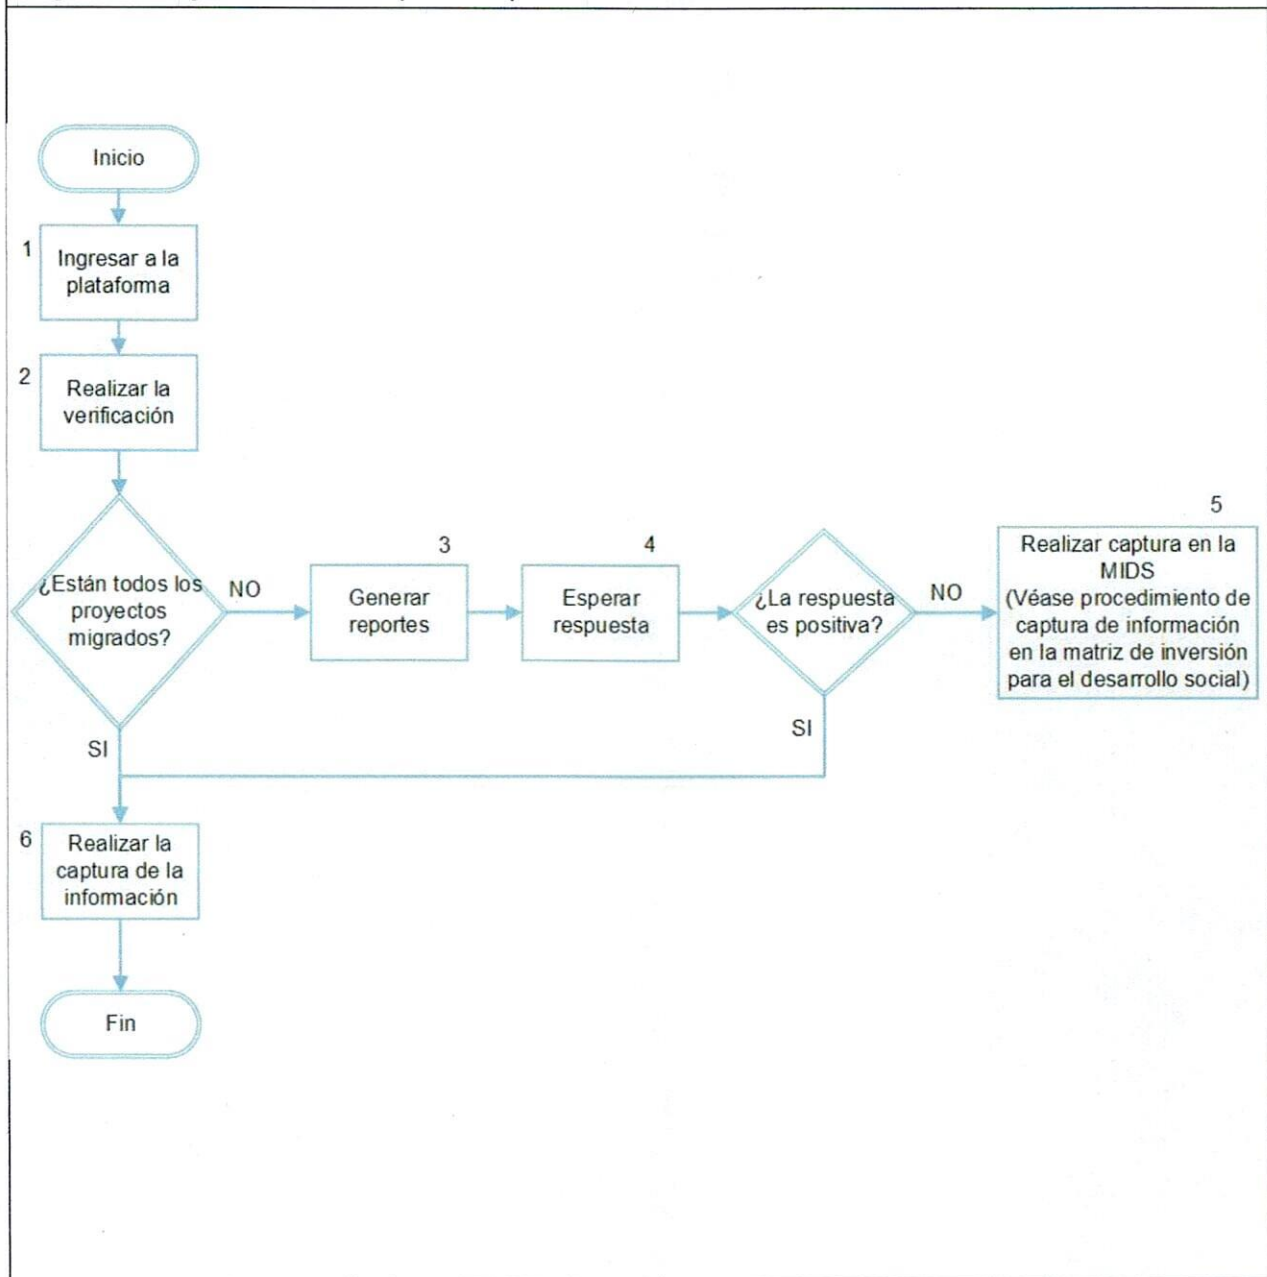 Inicio
1
Ingresar a la
plataforma
2
Realizar la
verificación
¿Están todos los
proyectos
migrados?
NO
3
Generar
reportes
4
Esperar
respuesta
¿La respuesta
es positiva?
NO
5
Realizar captura en la
MIDS
(Véase procedimiento de
captura de información
en la matriz de inversión
para el desarrollo social)
SI
SI
6
Realizar la
captura de la
información
Fin